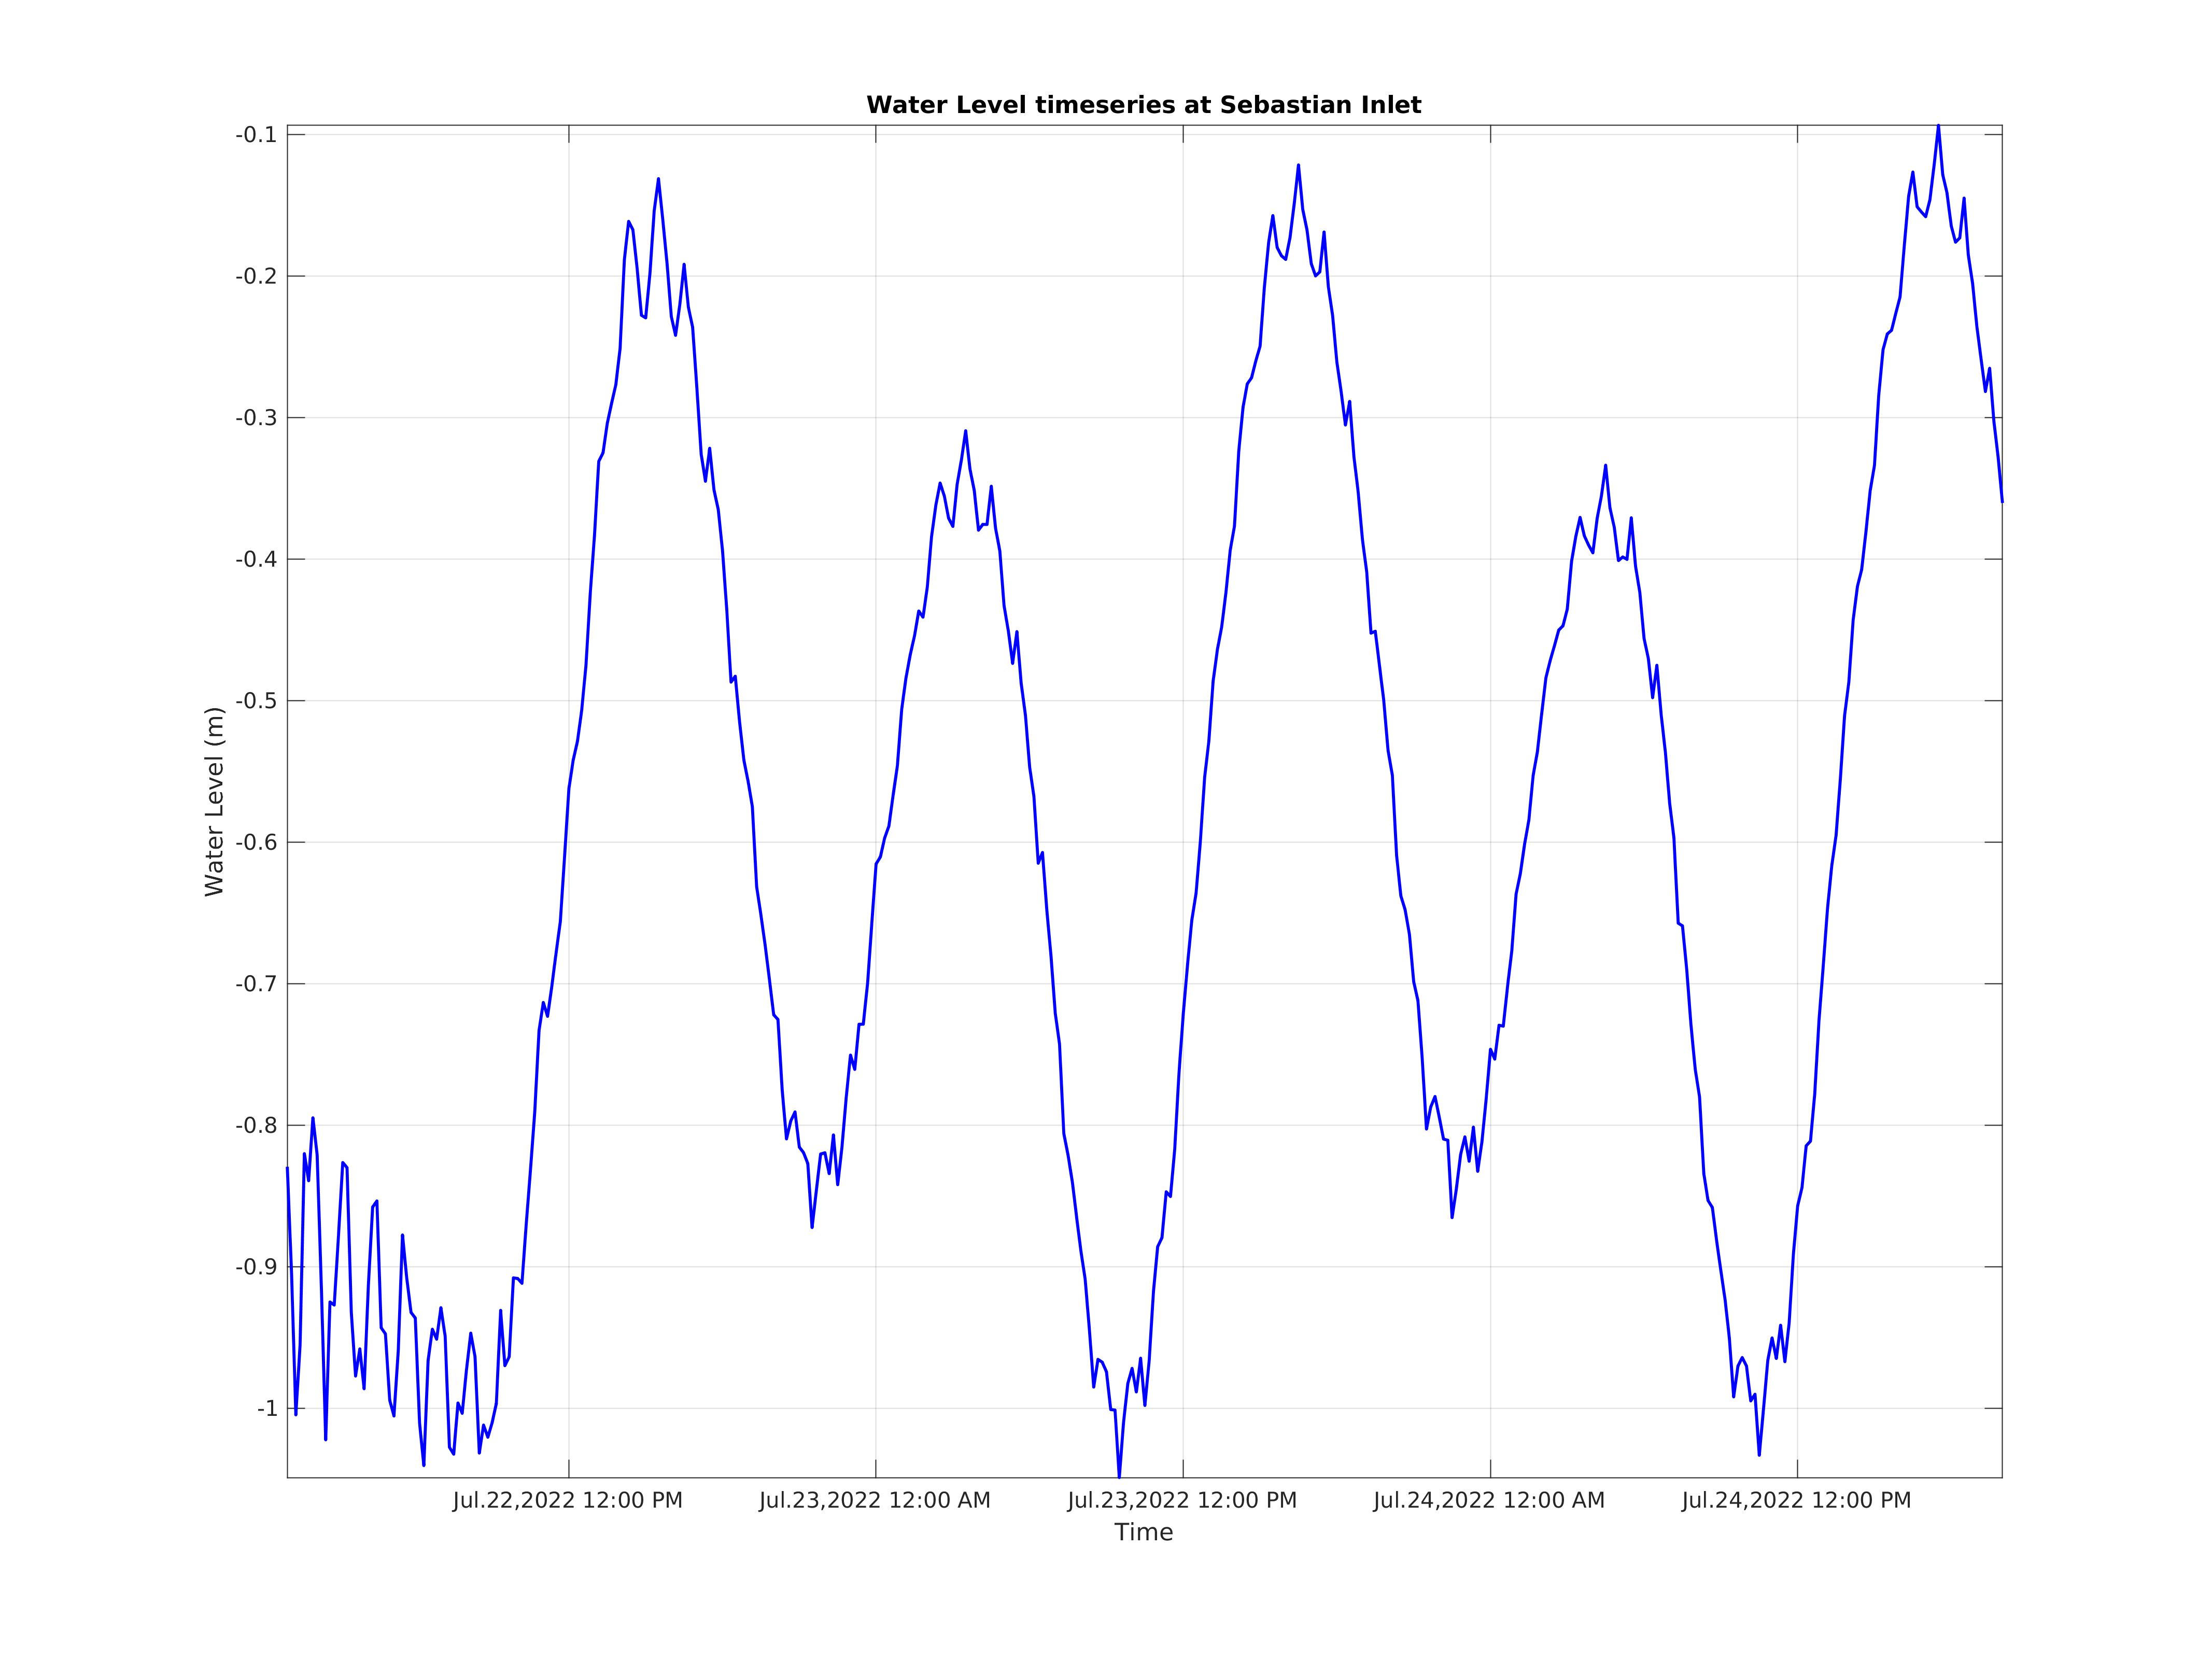 Water Level timeseries at Sebastian Inlet
-0.1
-0.2
-0.3
-0.4
-0.5
-0.6
-0.7
-0.8
-0.9
-1
Water Level (m)
Jul.22,2022 12:00 PM
Jul.23,2022 12:00 AM
Jul.23,2022 12:00 PM
Jul.24,2022 12:00 AM
Jul.24,2022 12:00 PM
Time